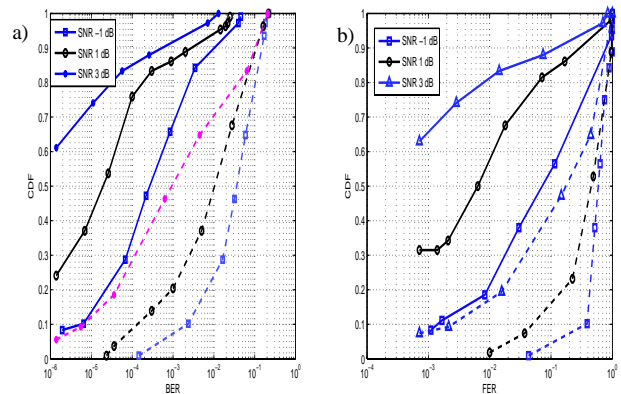 a)
SNR −1 dB
SNR 1 dB
SNR 3 dB
CDF
1
0.9
0.8
0.7
0.6
0.5
0.4
0.3
0.2
0.1
0
10^-6
10^-5
10^-4
10^-3
10^-2
10^-1
10^0
BER
b)
SNR −1 dB
SNR 1 dB
SNR 3 dB
CDF
1
0.9
0.8
0.7
0.6
0.5
0.4
0.3
0.2
0.1
0
10^-4
10^-3
10^-2
10^-1
10^0
FER